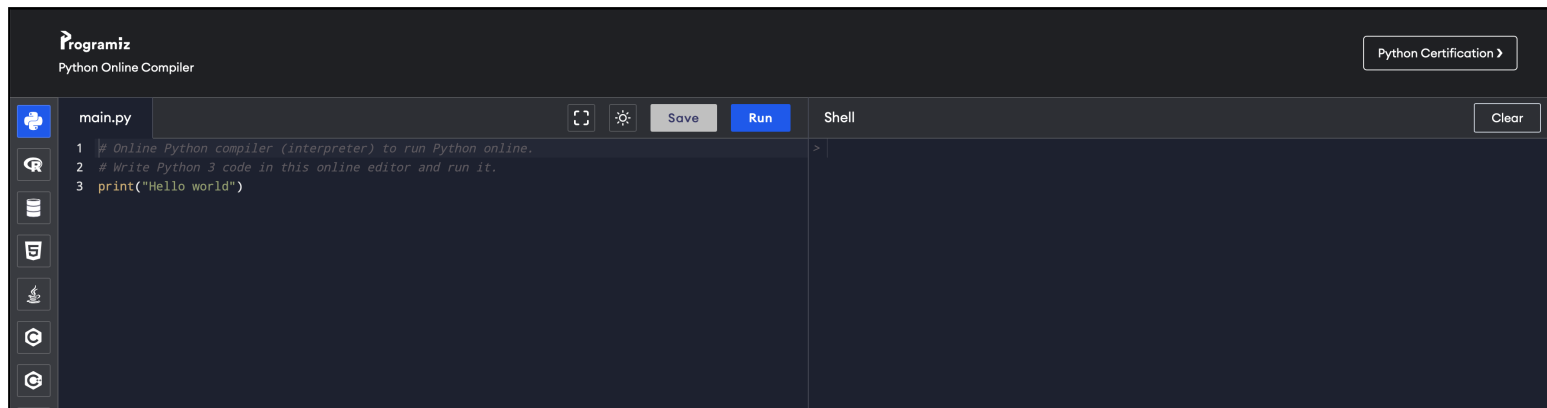 Programiz
Python Online Compiler
Python Certification
main.py
Save
Run
Shell
Clear
1 # Online Python compiler (interpreter) to run Python online.
2 # Write Python 3 code in this online editor and run it.
3 print("Hello world")
>